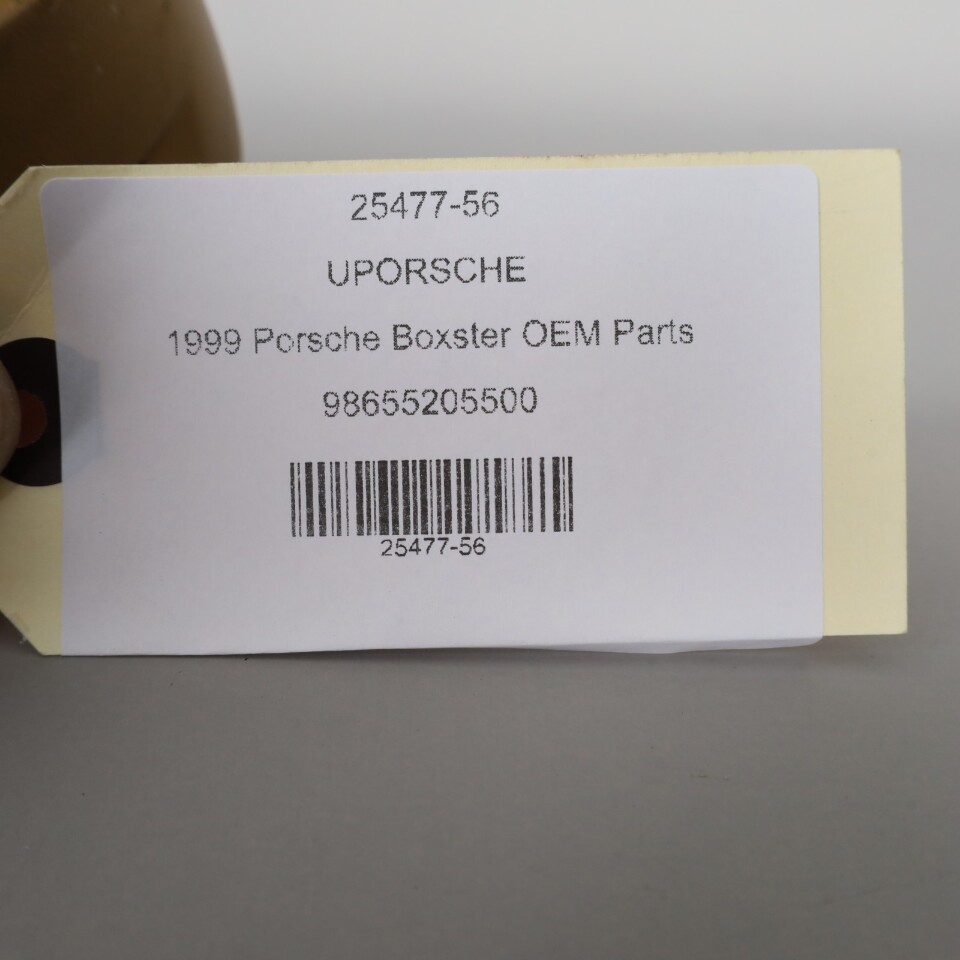 25477-56
UPORSCHE
1999 Porsche Boxster OEM Parts
98655205500
25477-56